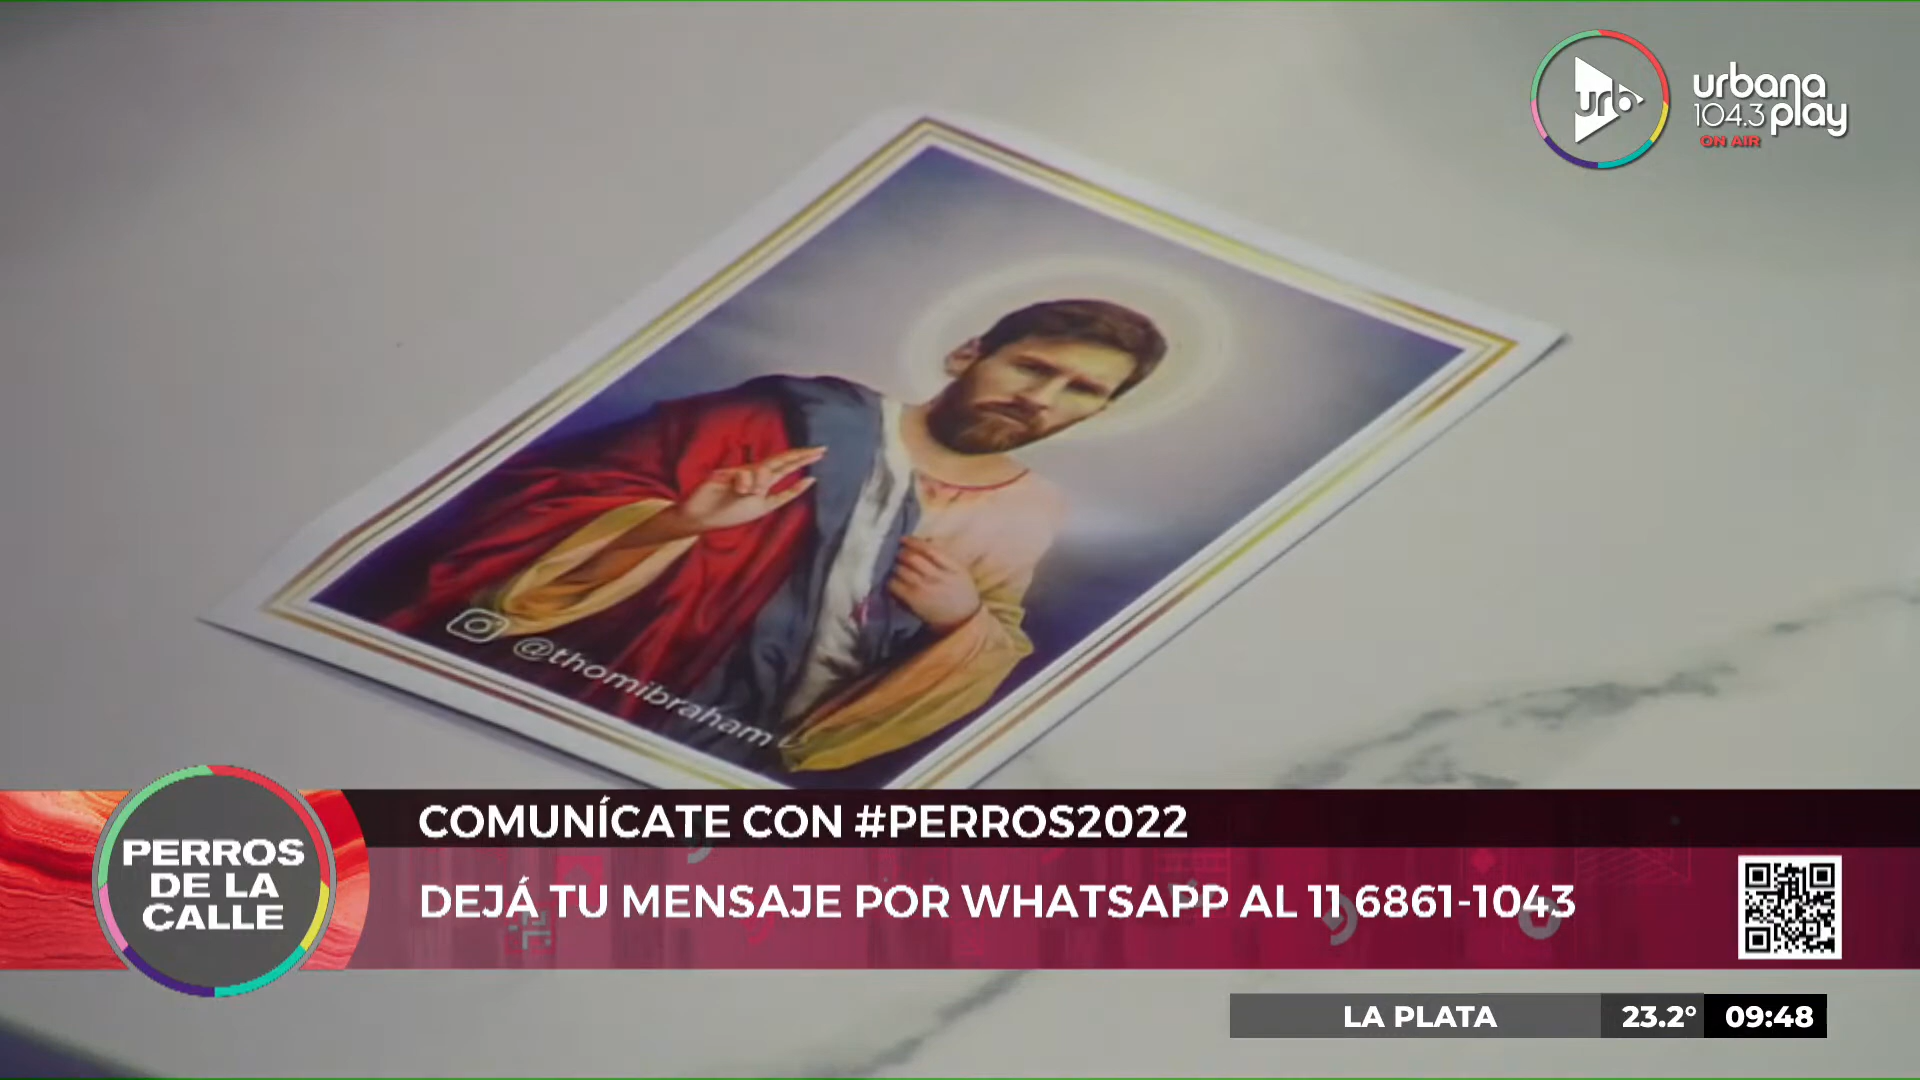 urb
urbana
104.3 play
ON AIR
@thomibraham
PERROS
DE LA
CALLE
COMUNÍCATE CON #PERROS2022
DEJÁ TU MENSAJE POR WHATSAPP AL 11 6861-1043
LA PLATA 23.2° 09:48